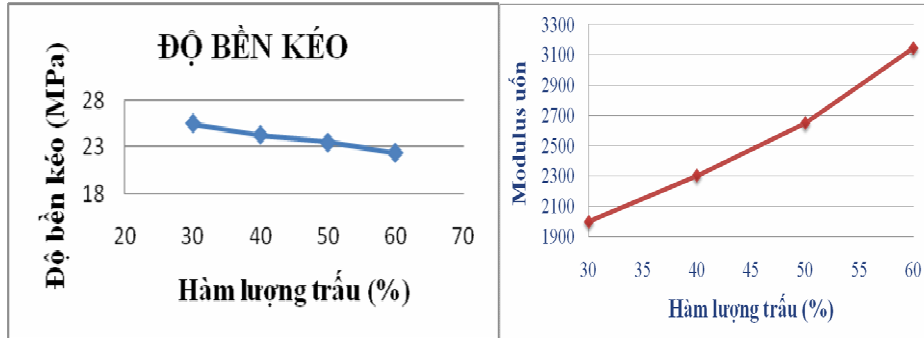 ĐỘ BỀN KÉO
Độ bền kéo (MPa)
28
23
18
20 30 40 50 60 70
Hàm lượng trấu (%)
Modulus uốn
3300
3100
2900
2700
2500
2300
2100
1900
30 35 40 45 50 55 60
Hàm lượng trấu (%)